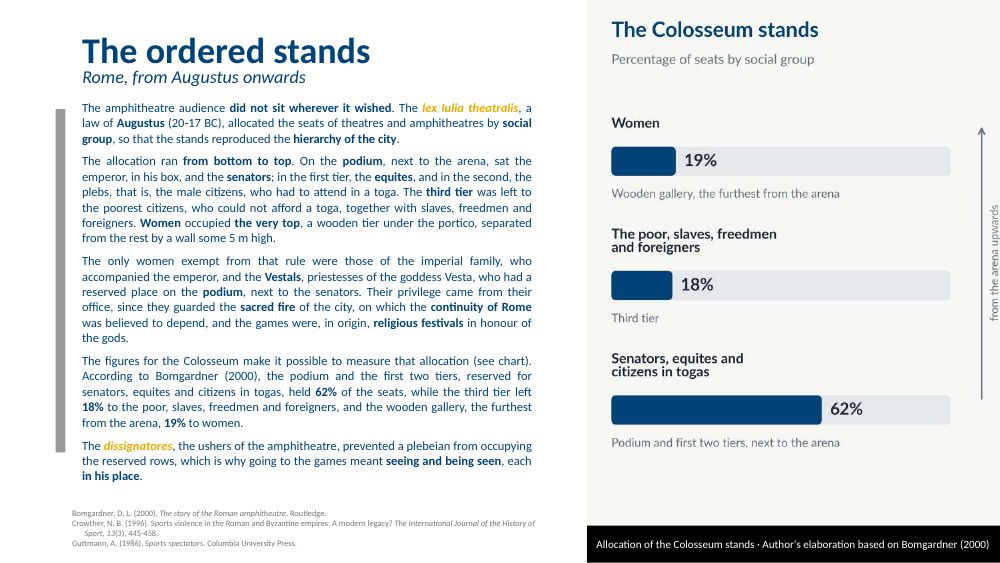 The ordered stands
Rome, from Augustus onwards
The amphitheatre audience did not sit wherever it wished. The lex Iulia theatralis, a
law of Augustus (20-17 BC), allocated the seats of theatres and amphitheatres by social
group, so that the stands reproduced the hierarchy of the city.
The allocation ran from bottom to top. On the podium, next to the arena, sat the
emperor, in his box, and the senators; in the first tier, the equites, and in the second, the
plebs, that is, the male citizens, who had to attend in a toga. The third tier was left to
the poorest citizens, who could not afford a toga, together with slaves, freedmen and
foreigners. Women occupied the very top, a wooden tier under the portico, separated
from the rest by a wall some 5 m high.
The only women exempt from that rule were those of the imperial family, who
accompanied the emperor, and the Vestals, priestesses of the goddess Vesta, who had a
reserved place on the podium, next to the senators. Their privilege came from their
office, since they guarded the sacred fire of the city, on which the continuity of Rome
was believed to depend, and the games were, in origin, religious festivals in honour of
the gods.
The figures for the Colosseum make it possible to measure that allocation (see chart).
According to Bomgardner (2000), the podium and the first two tiers, reserved for
senators, equites and citizens in togas, held 62% of the seats, while the third tier left
18% to the poor, slaves, freedmen and foreigners, and the wooden gallery, the furthest
from the arena, 19% to women.
The dissignatores, the ushers of the amphitheatre, prevented a plebeian from occupying
the reserved rows, which is why going to the games meant seeing and being seen, each
in his place.
Bomgardner, D. L. (2000). The story of the Roman amphitheatre. Routledge.
Crowther, N. B. (1996). Sports violence in the Roman and Byzantine empires: A modern legacy? The International Journal of the History of
Sport, 13(3), 445-458.
Guttmann, A. (1986). Sports spectators. Columbia University Press.
The Colosseum stands
Percentage of seats by social group
Women
19%
Wooden gallery, the furthest from the arena
The poor, slaves, freedmen
and foreigners
18%
Third tier
Senators, equites and
citizens in togas
62%
Podium and first two tiers, next to the arena
from the arena upwards
Allocation of the Colosseum stands · Author's elaboration based on Bomgardner (2000)